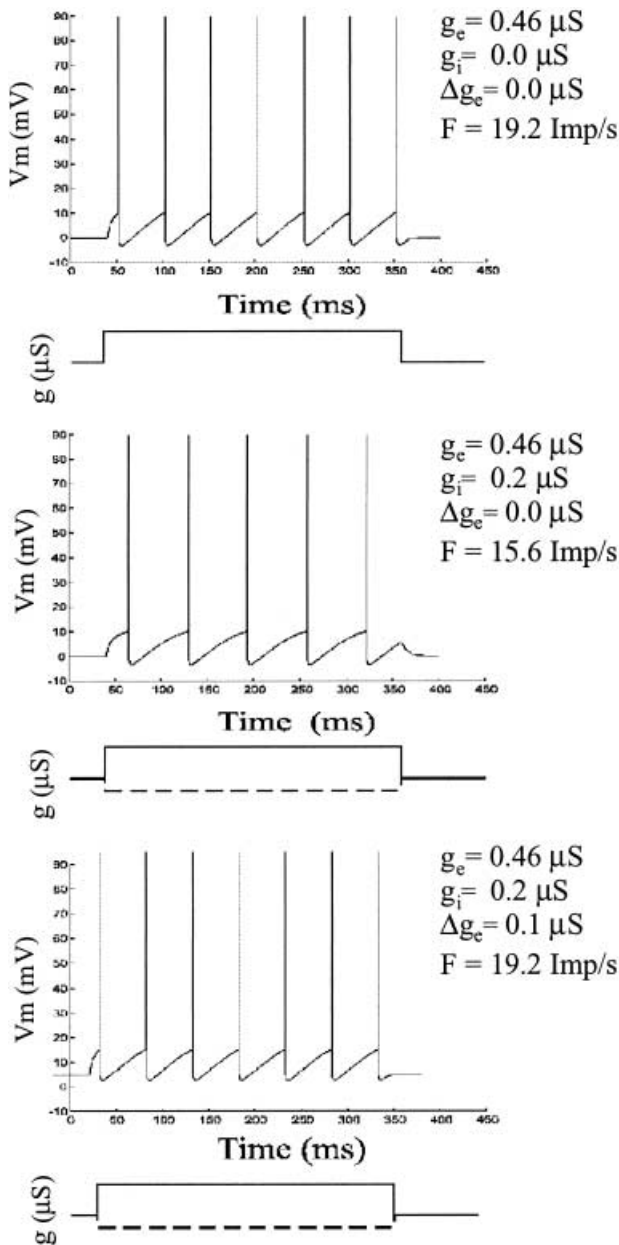 90
80
70
60
50
40
30
20
10
0
-10
Vm (mV)
0 50 100 150 200 250 300 350 400 450
Time (ms)
g (μS)
gₑ= 0.46 μS
gᵢ= 0.0 μS
Δgₑ= 0.0 μS
F = 19.2 Imp/s
90
80
70
60
50
40
30
20
10
0
-10
Vm (mV)
0 50 100 150 200 250 300 350 400 450
Time (ms)
g (μS)
gₑ= 0.46 μS
gᵢ= 0.2 μS
Δgₑ= 0.0 μS
F = 15.6 Imp/s
90
80
70
60
50
40
30
20
10
0
-10
Vm (mV)
0 50 100 150 200 250 300 350 400 450
Time (ms)
g (μS)
gₑ= 0.46 μS
gᵢ= 0.2 μS
Δgₑ= 0.1 μS
F = 19.2 Imp/s